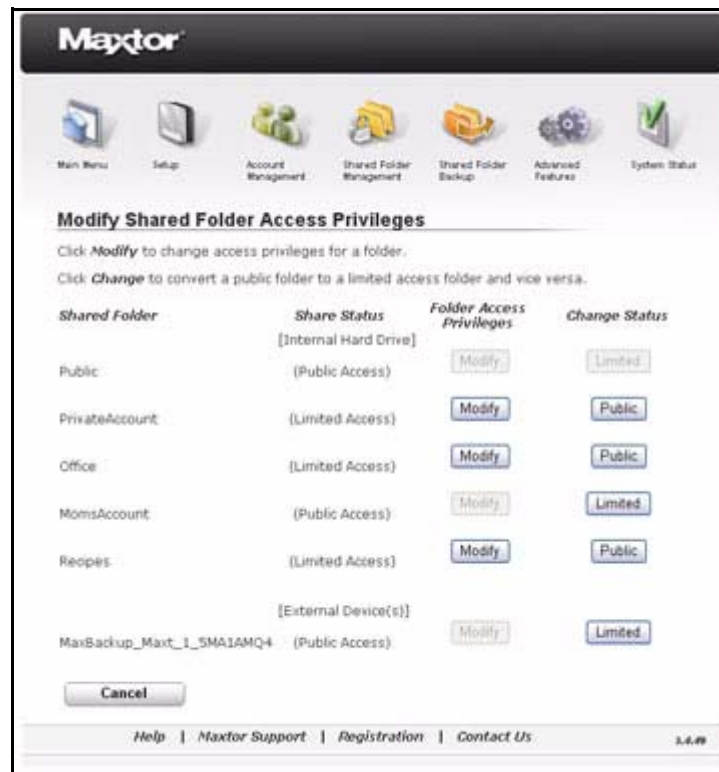 Maxtor
Main Menu
Setup
Account Management
Shared Folder Management
Shared Folder Backup
Advanced Features
System Status
Modify Shared Folder Access Privileges
Click Modify to change access privileges for a folder.
Click Change to convert a public folder to a limited access folder and vice versa.
Shared Folder Share Status Folder Access Privileges Change Status
[Internal Hard Drive]
Public (Public Access) Modify Limited
PrivateAccount (Limited Access) Modify Public
Office (Limited Access) Modify Public
MomsAccount (Public Access) Modify Limited
Recipes (Limited Access) Modify Public
[External Device(s)]
MaxBackup_Maxt_1_5MA1AMQ4 (Public Access) Modify Limited
Cancel
Help | Maxtor Support | Registration | Contact Us